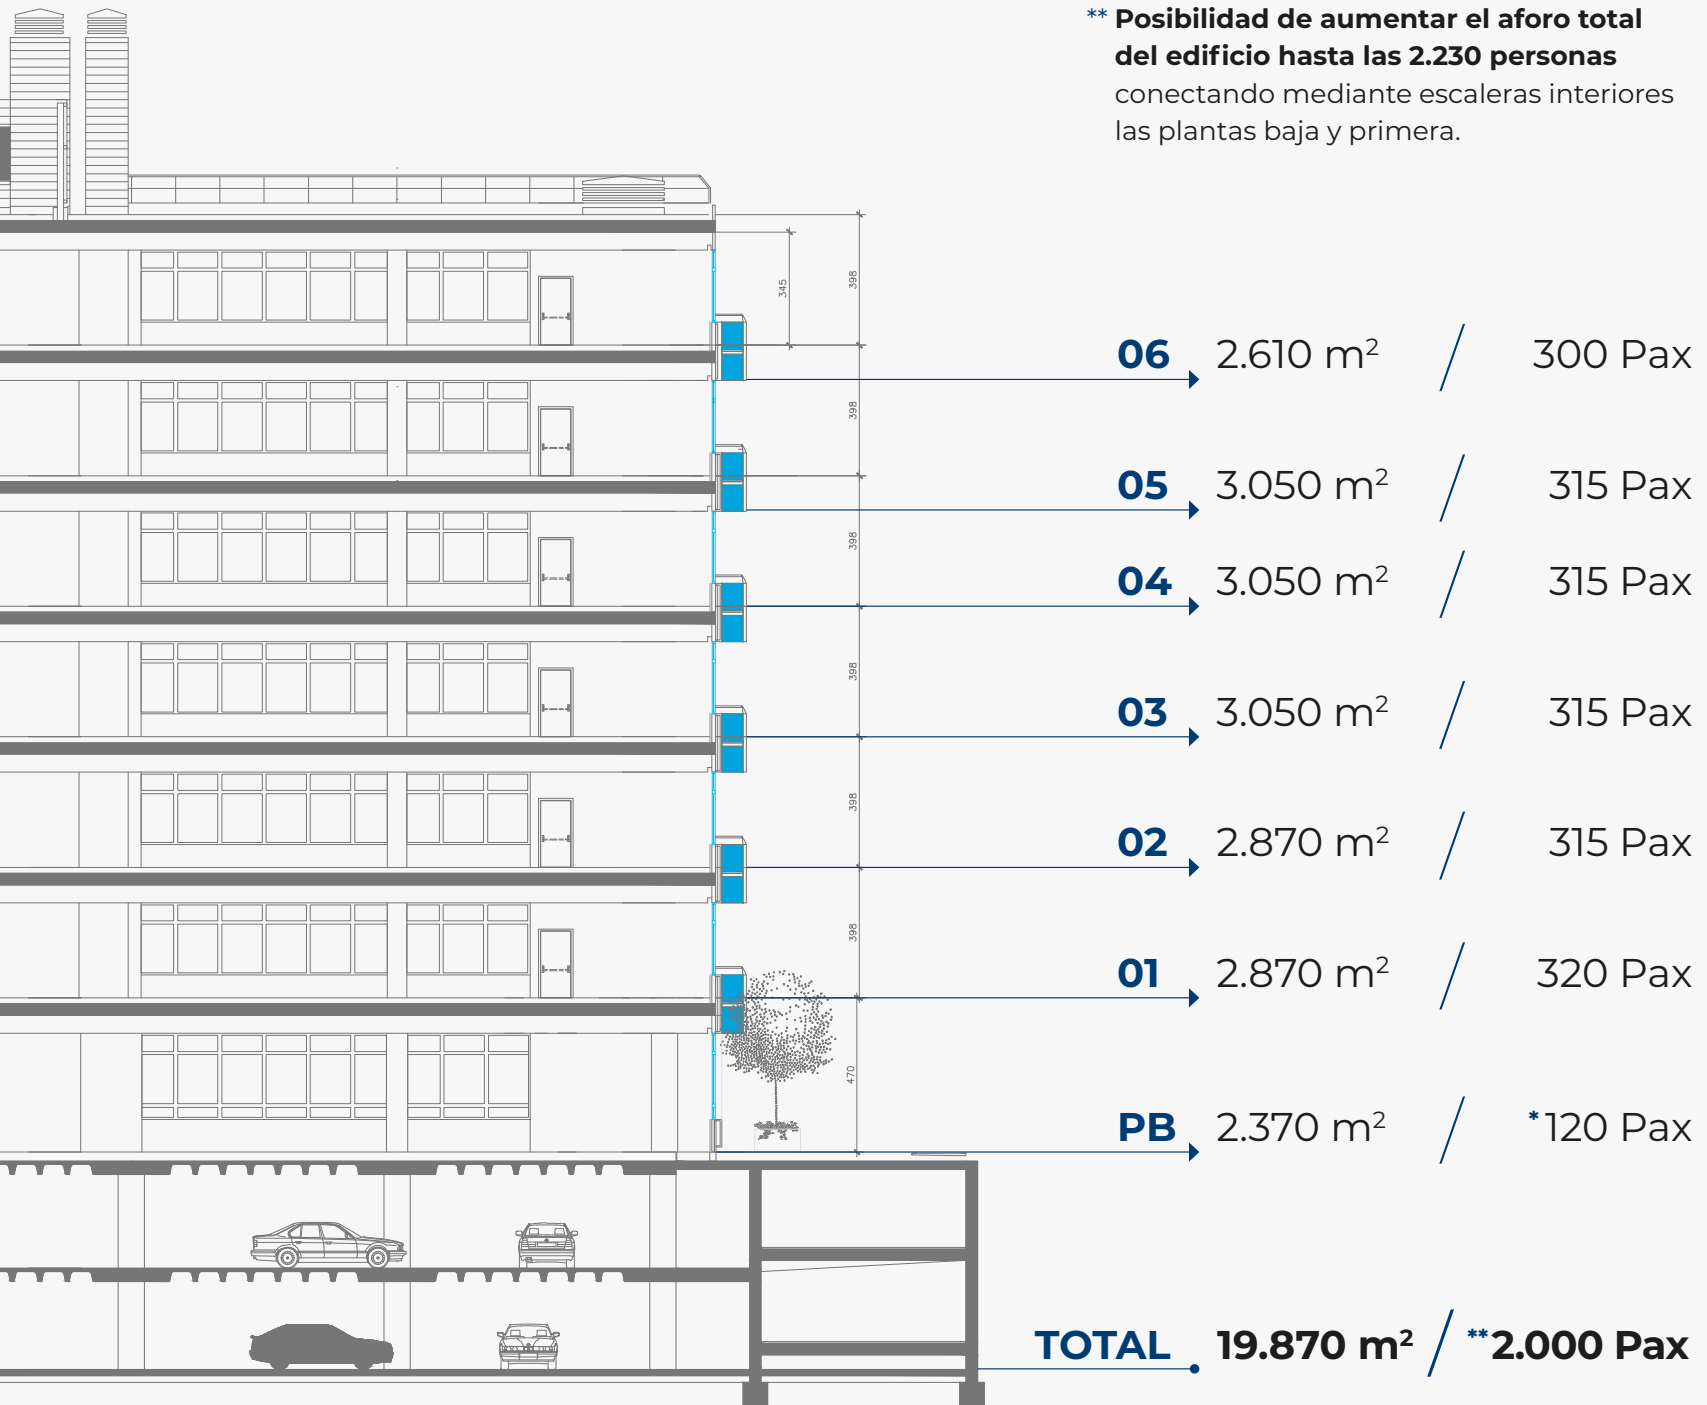 ** Posibilidad de aumentar el aforo total
del edificio hasta las 2.230 personas
conectando mediante escaleras interiores
las plantas baja y primera.
345
398
06 2.610 m² / 300 Pax
398
05 3.050 m² / 315 Pax
398
04 3.050 m² / 315 Pax
398
03 3.050 m² / 315 Pax
398
02 2.870 m² / 315 Pax
398
01 2.870 m² / 320 Pax
470
PB 2.370 m² / *120 Pax
TOTAL 19.870 m² / **2.000 Pax